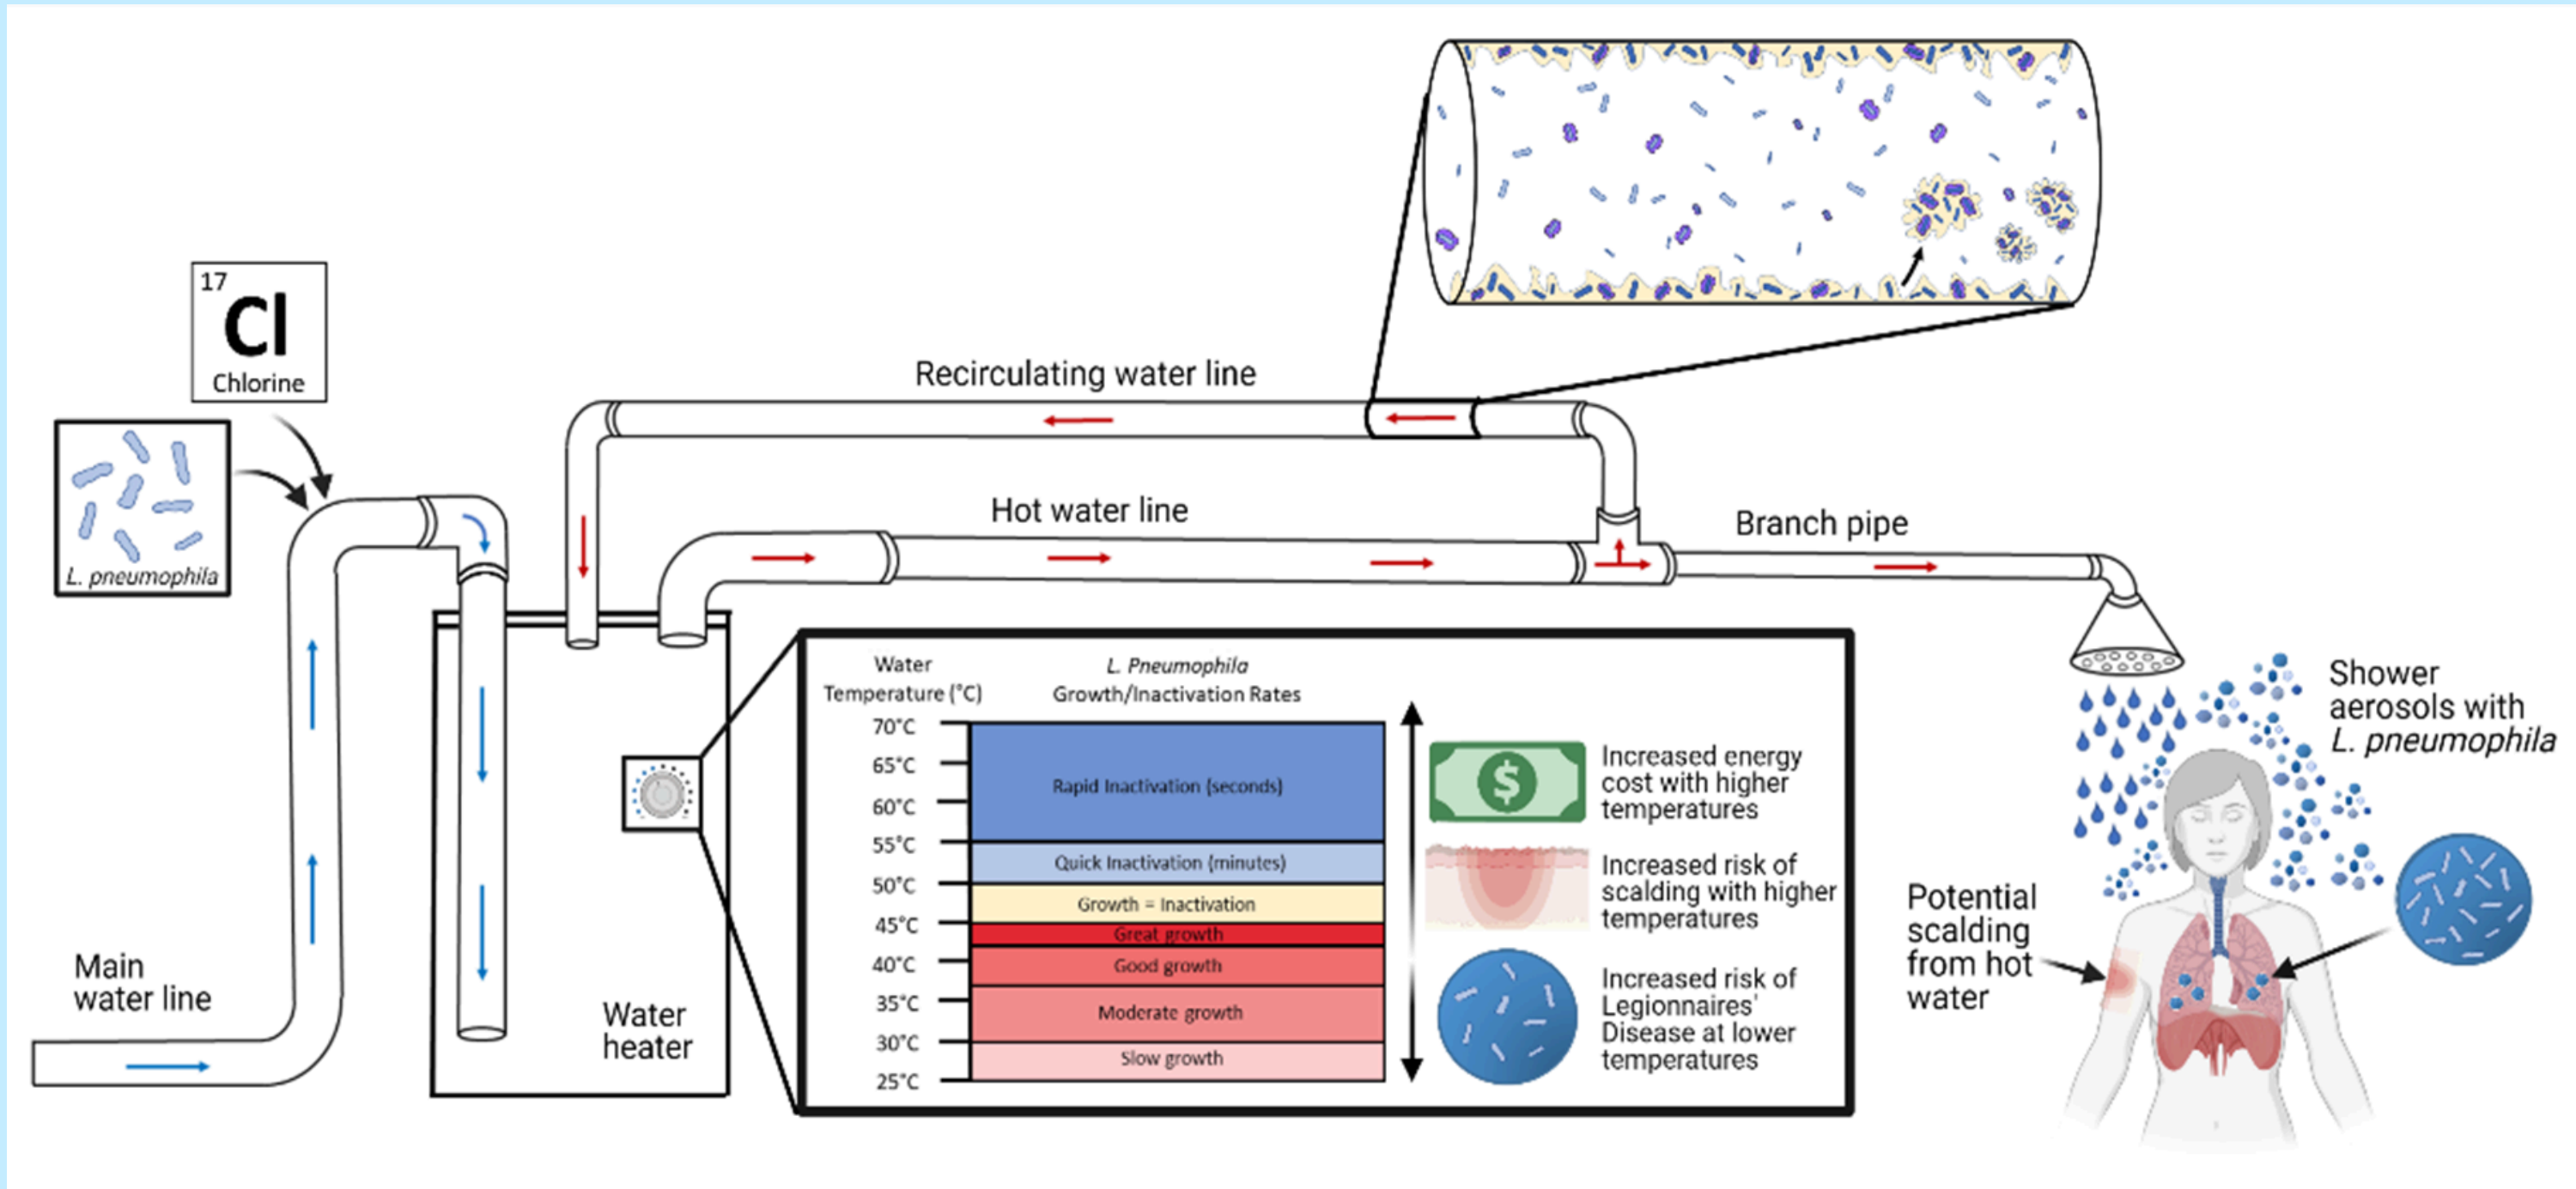 17
Cl
Chlorine
L. pneumophila
Main
water line
Water
heater
Recirculating water line
Hot water line
Branch pipe
Water
Temperature (°C)
L. Pneumophila
Growth/Inactivation Rates
70°C
65°C
60°C
55°C
50°C
45°C
40°C
35°C
30°C
25°C
Rapid Inactivation (seconds)
Quick Inactivation (minutes)
Growth = Inactivation
Great growth
Good growth
Moderate growth
Slow growth
$
Increased energy
cost with higher
temperatures
Increased risk of
scalding with higher
temperatures
Increased risk of
Legionnaires'
Disease at lower
temperatures
Shower
aerosols with
L. pneumophila
Potential
scalding
from hot
water